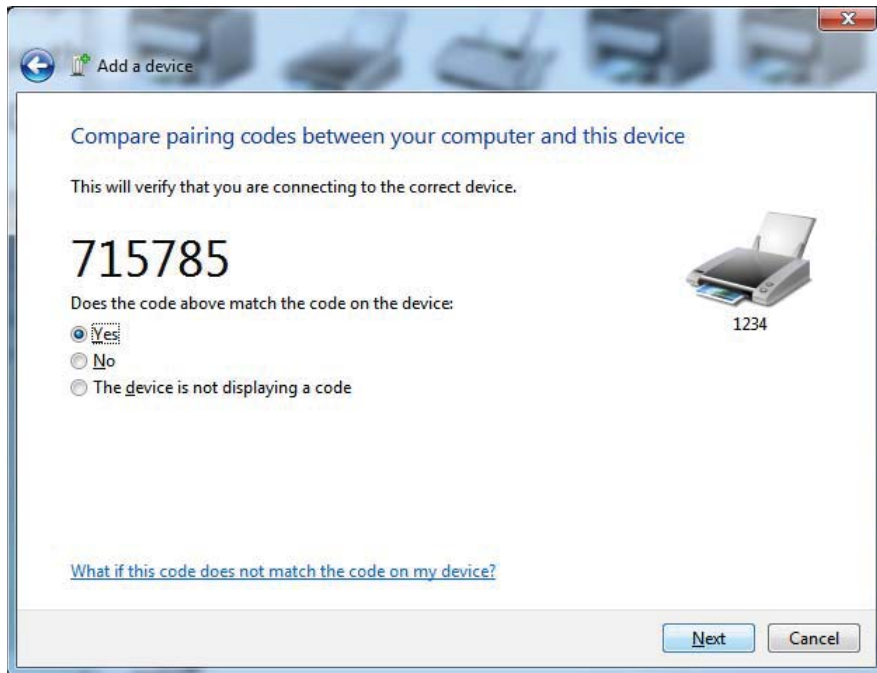 Add a device
Compare pairing codes between your computer and this device
This will verify that you are connecting to the correct device.
715785
Does the code above match the code on the device:
Yes
No
The device is not displaying a code
1234
What if this code does not match the code on my device?
Next Cancel